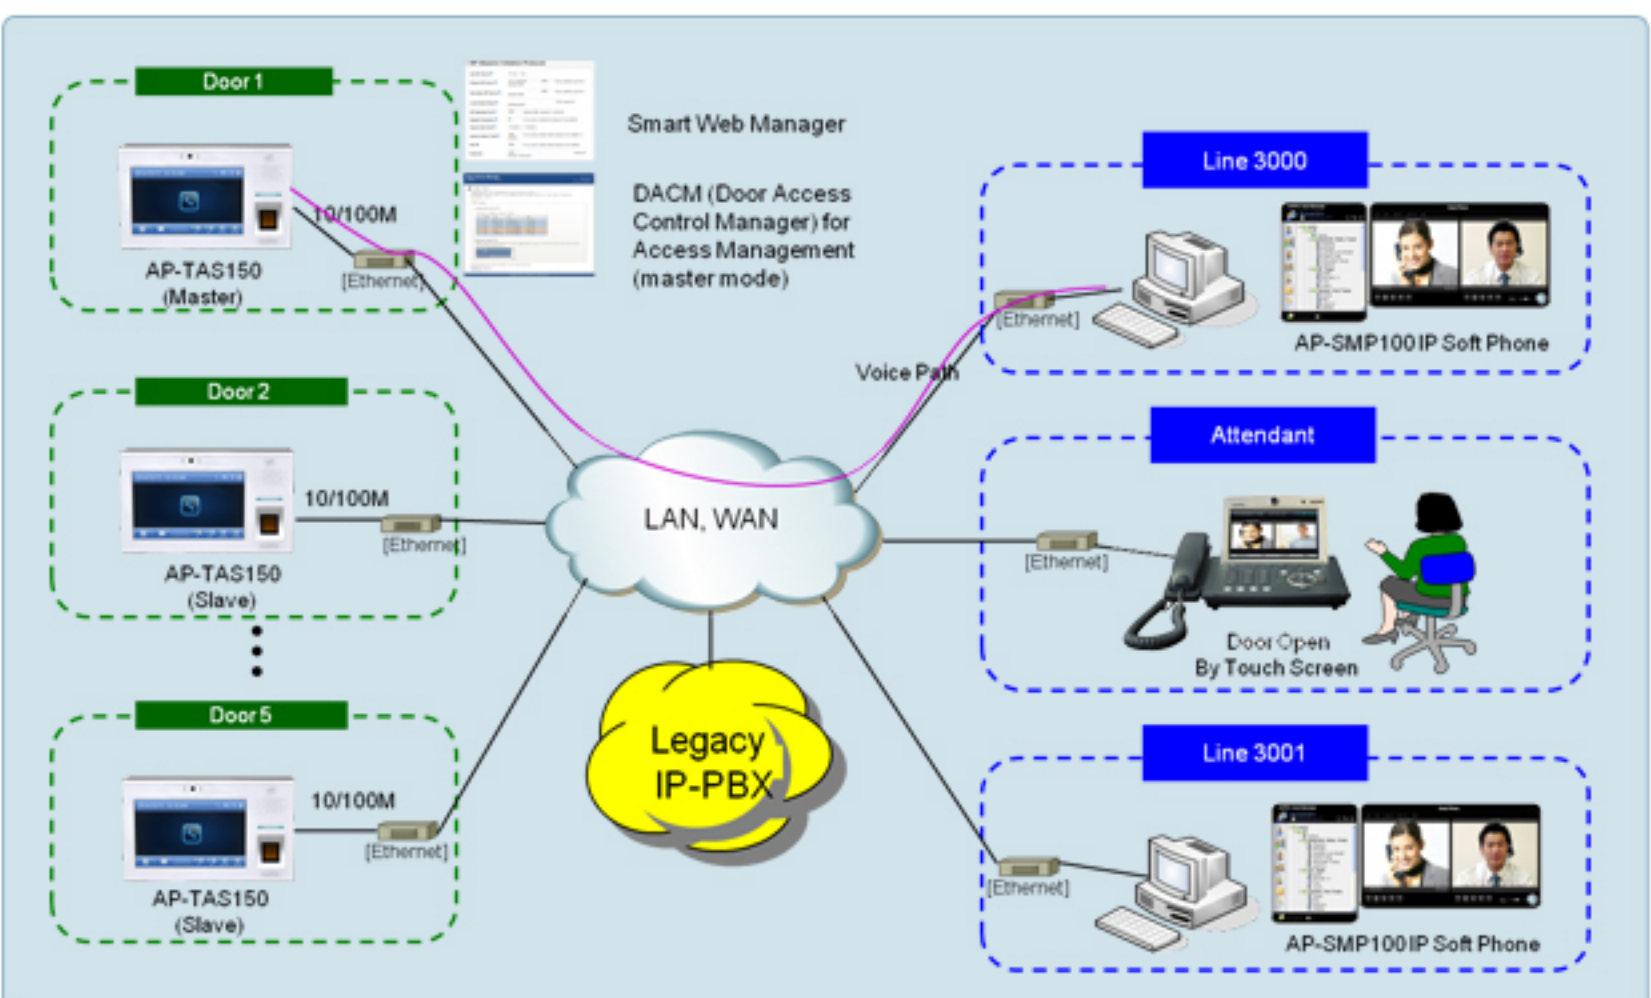 Door 1
10/100M
[Ethernet]
AP-TAS150
(Master)
Smart Web Manager
DACM (Door Access
Control Manager) for
Access Management
(master mode)
Line 3000
[Ethernet]
AP-SMP100 IP Soft Phone
Voice Path
Door 2
10/100M
[Ethernet]
AP-TAS150
(Slave)
LAN, WAN
Attendant
[Ethernet]
Door Open
By Touch Screen
Legacy
IP-PBX
Door 5
10/100M
[Ethernet]
AP-TAS150
(Slave)
Line 3001
[Ethernet]
AP-SMP100 IP Soft Phone